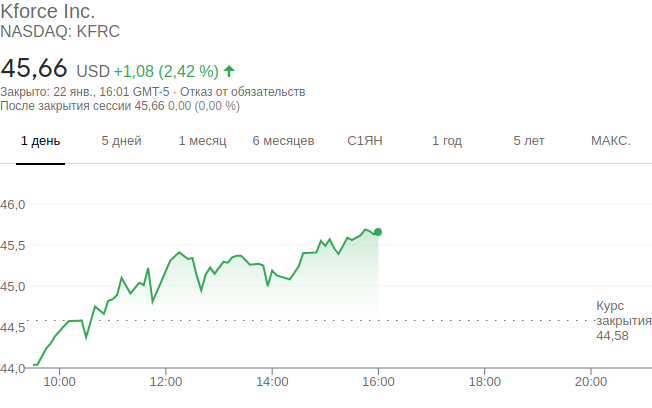 Kforce Inc.
NASDAQ: KFRC
45,66 USD +1,08 (2,42 %)
Закрыто: 22 янв., 16:01 GMT-5 · Отказ от обязательств
После закрытия сессии 45,66 0,00 (0,00 %)
1 день 5 дней 1 месяц 6 месяцев С1ЯН 1 год 5 лет МАКС.
46,0
45,5
45,0
Курс
закрытия
44,58
44,5
44,0
10:00 12:00 14:00 16:00 18:00 20:00